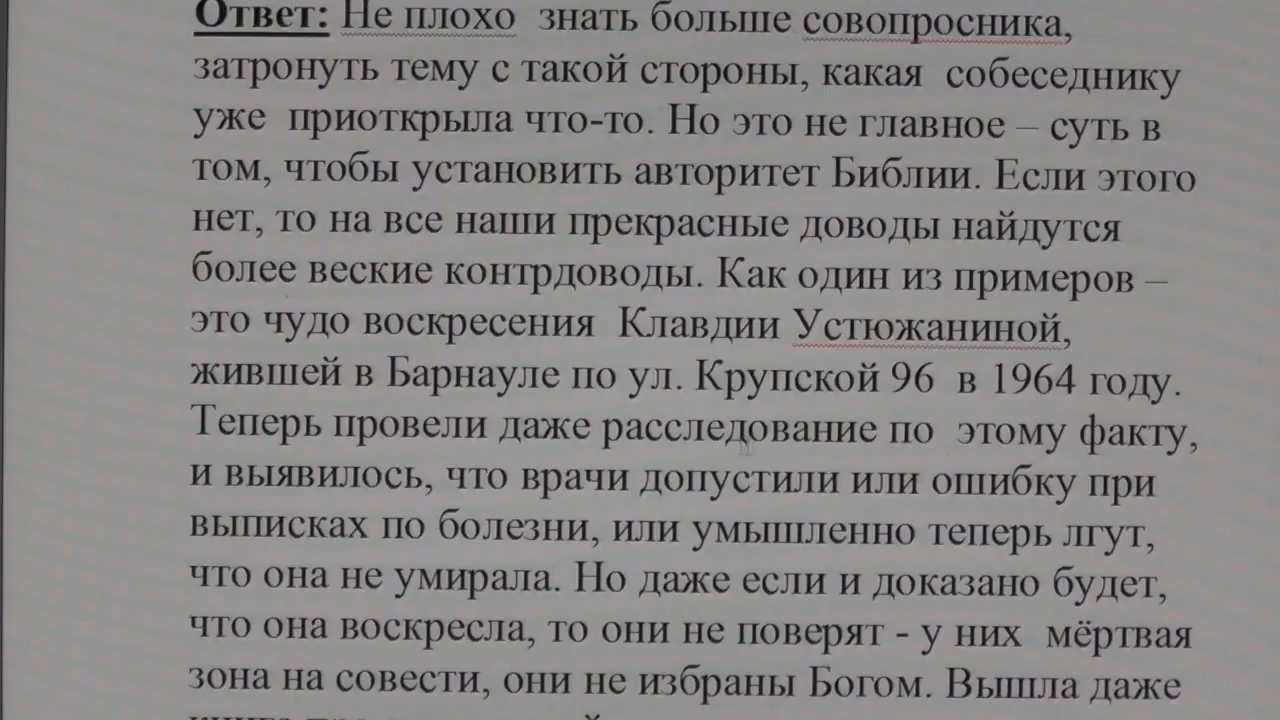 Ответ: Не плохо знать больше совопросника,
затронуть тему с такой стороны, какая собеседнику
уже приоткрыла что-то. Но это не главное – суть в
том, чтобы установить авторитет Библии. Если этого
нет, то на все наши прекрасные доводы найдутся
более веские контрдоводы. Как один из примеров –
это чудо воскресения Клавдии Устюжаниной,
жившей в Барнауле по ул. Крупской 96 в 1964 году.
Теперь провели даже расследование по этому факту,
и выявилось, что врачи допустили или ошибку при
выписках по болезни, или умышленно теперь лгут,
что она не умирала. Но даже если и доказано будет,
что она воскресла, то они не поверят - у них мёртвая
зона на совести, они не избраны Богом. Вышла даже